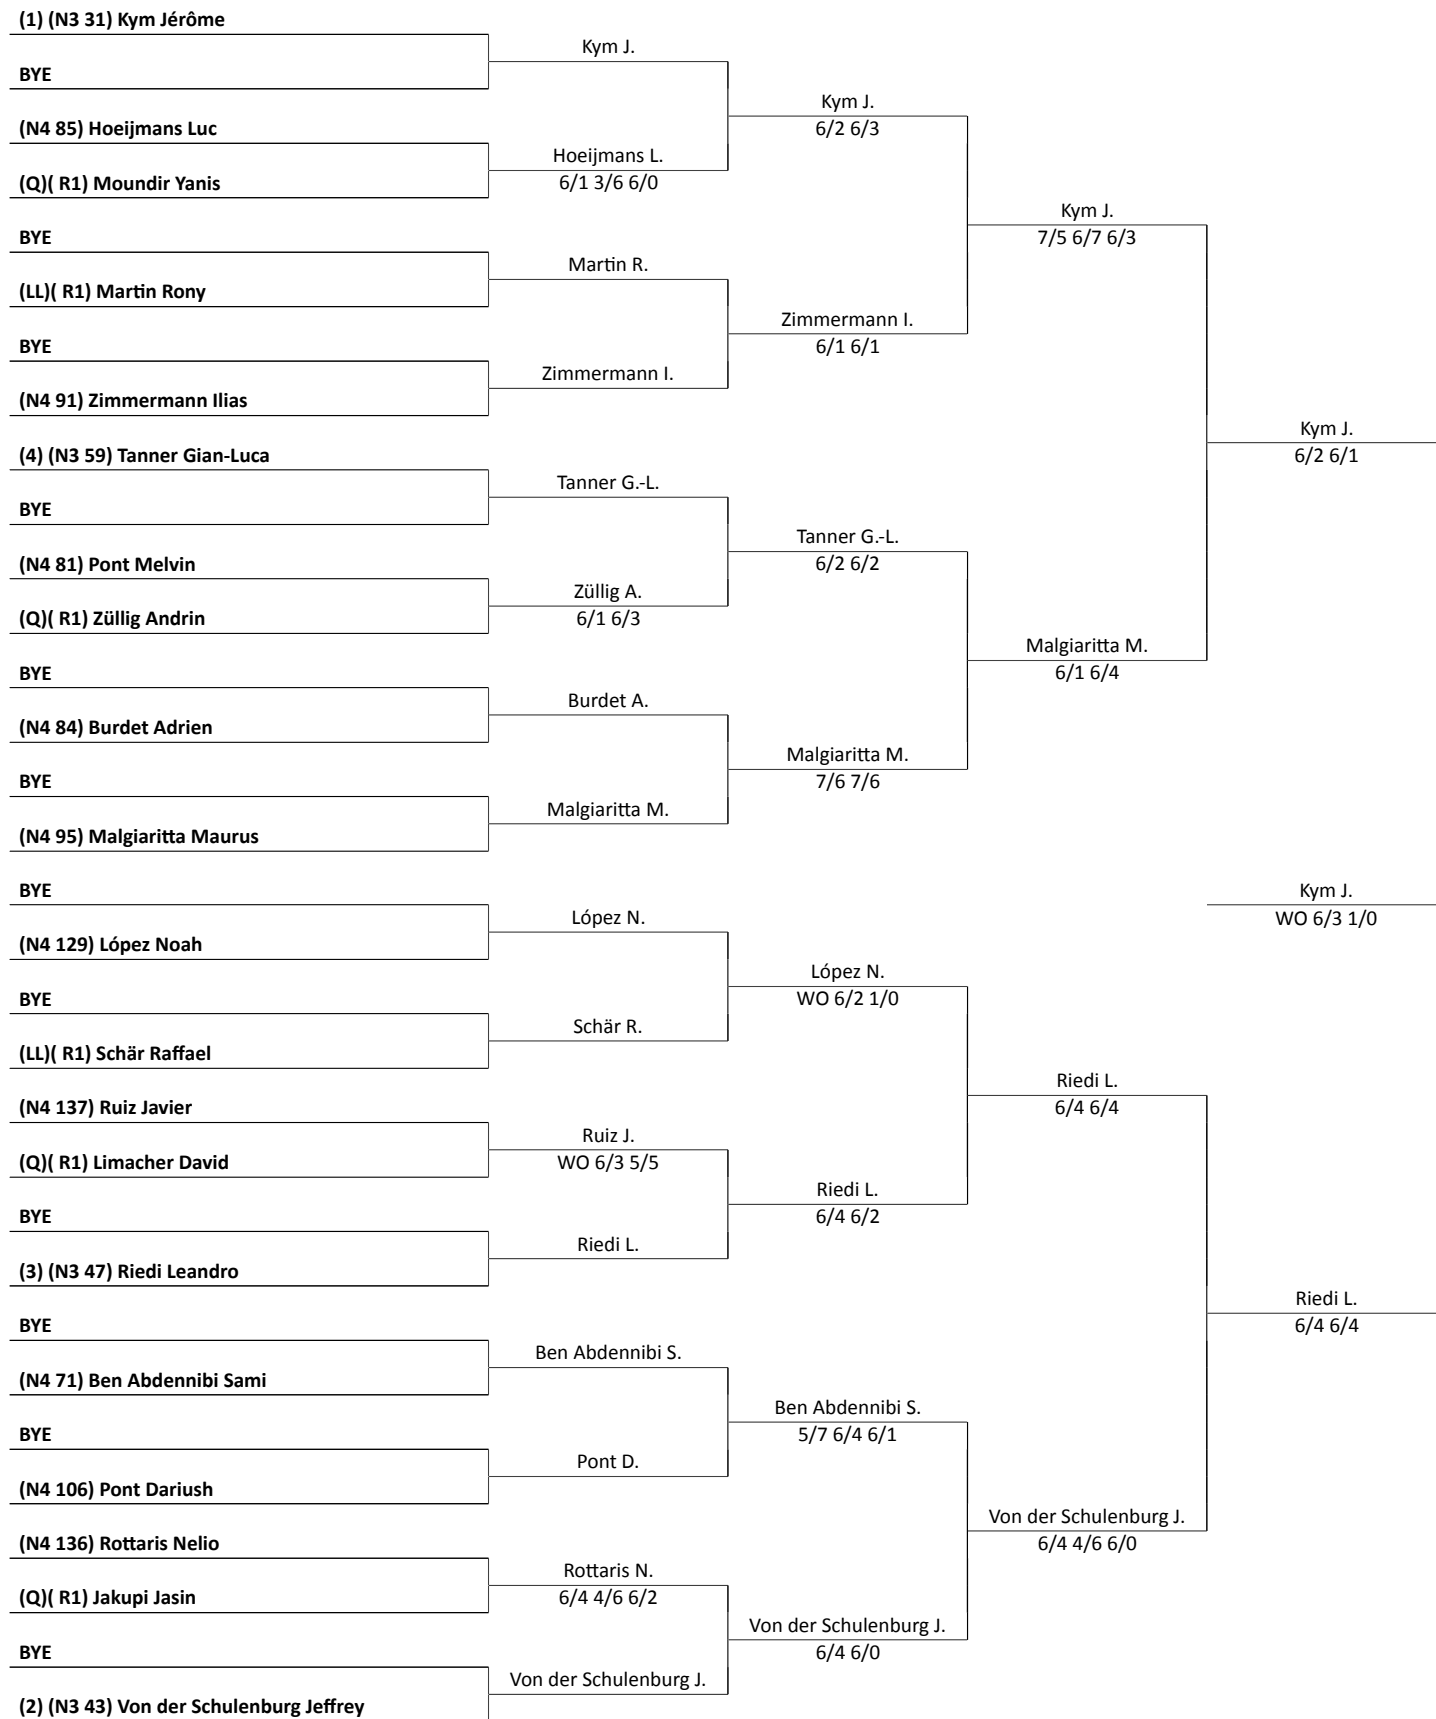 (1) (N3 31) Kym Jérôme
BYE
(N4 85) Hoeijmans Luc
(Q)( R1) Moundir Yanis
BYE
(LL)( R1) Martin Rony
BYE
(N4 91) Zimmermann Ilias
(4) (N3 59) Tanner Gian-Luca
BYE
(N4 81) Pont Melvin
(Q)( R1) Züllig Andrin
BYE
(N4 84) Burdet Adrien
BYE
(N4 95) Malgiaritta Maurus
BYE
(N4 129) López Noah
BYE
(LL)( R1) Schär Raffael
(N4 137) Ruiz Javier
(Q)( R1) Limacher David
BYE
(3) (N3 47) Riedi Leandro
BYE
(N4 71) Ben Abdennibi Sami
BYE
(N4 106) Pont Dariush
(N4 136) Rottaris Nelio
(Q)( R1) Jakupi Jasin
BYE
(2) (N3 43) Von der Schulenburg Jeffrey
Kym J.
Hoeijmans L.
6/1 3/6 6/0
Martin R.
Zimmermann I.
Tanner G.-L.
Züllig A.
6/1 6/3
Burdet A.
Malgiaritta M.
López N.
Schär R.
Ruiz J.
WO 6/3 5/5
Riedi L.
Ben Abdennibi S.
Pont D.
Rottaris N.
6/4 4/6 6/2
Von der Schulenburg J.
Kym J.
6/2 6/3
Zimmermann I.
6/1 6/1
Tanner G.-L.
6/2 6/2
Malgiaritta M.
7/6 7/6
López N.
WO 6/2 1/0
Riedi L.
6/4 6/2
Ben Abdennibi S.
5/7 6/4 6/1
Von der Schulenburg J.
6/4 6/0
Kym J.
7/5 6/7 6/3
Malgiaritta M.
6/1 6/4
Riedi L.
6/4 6/4
Von der Schulenburg J.
6/4 4/6 6/0
Kym J.
6/2 6/1
Kym J.
WO 6/3 1/0
Riedi L.
6/4 6/4